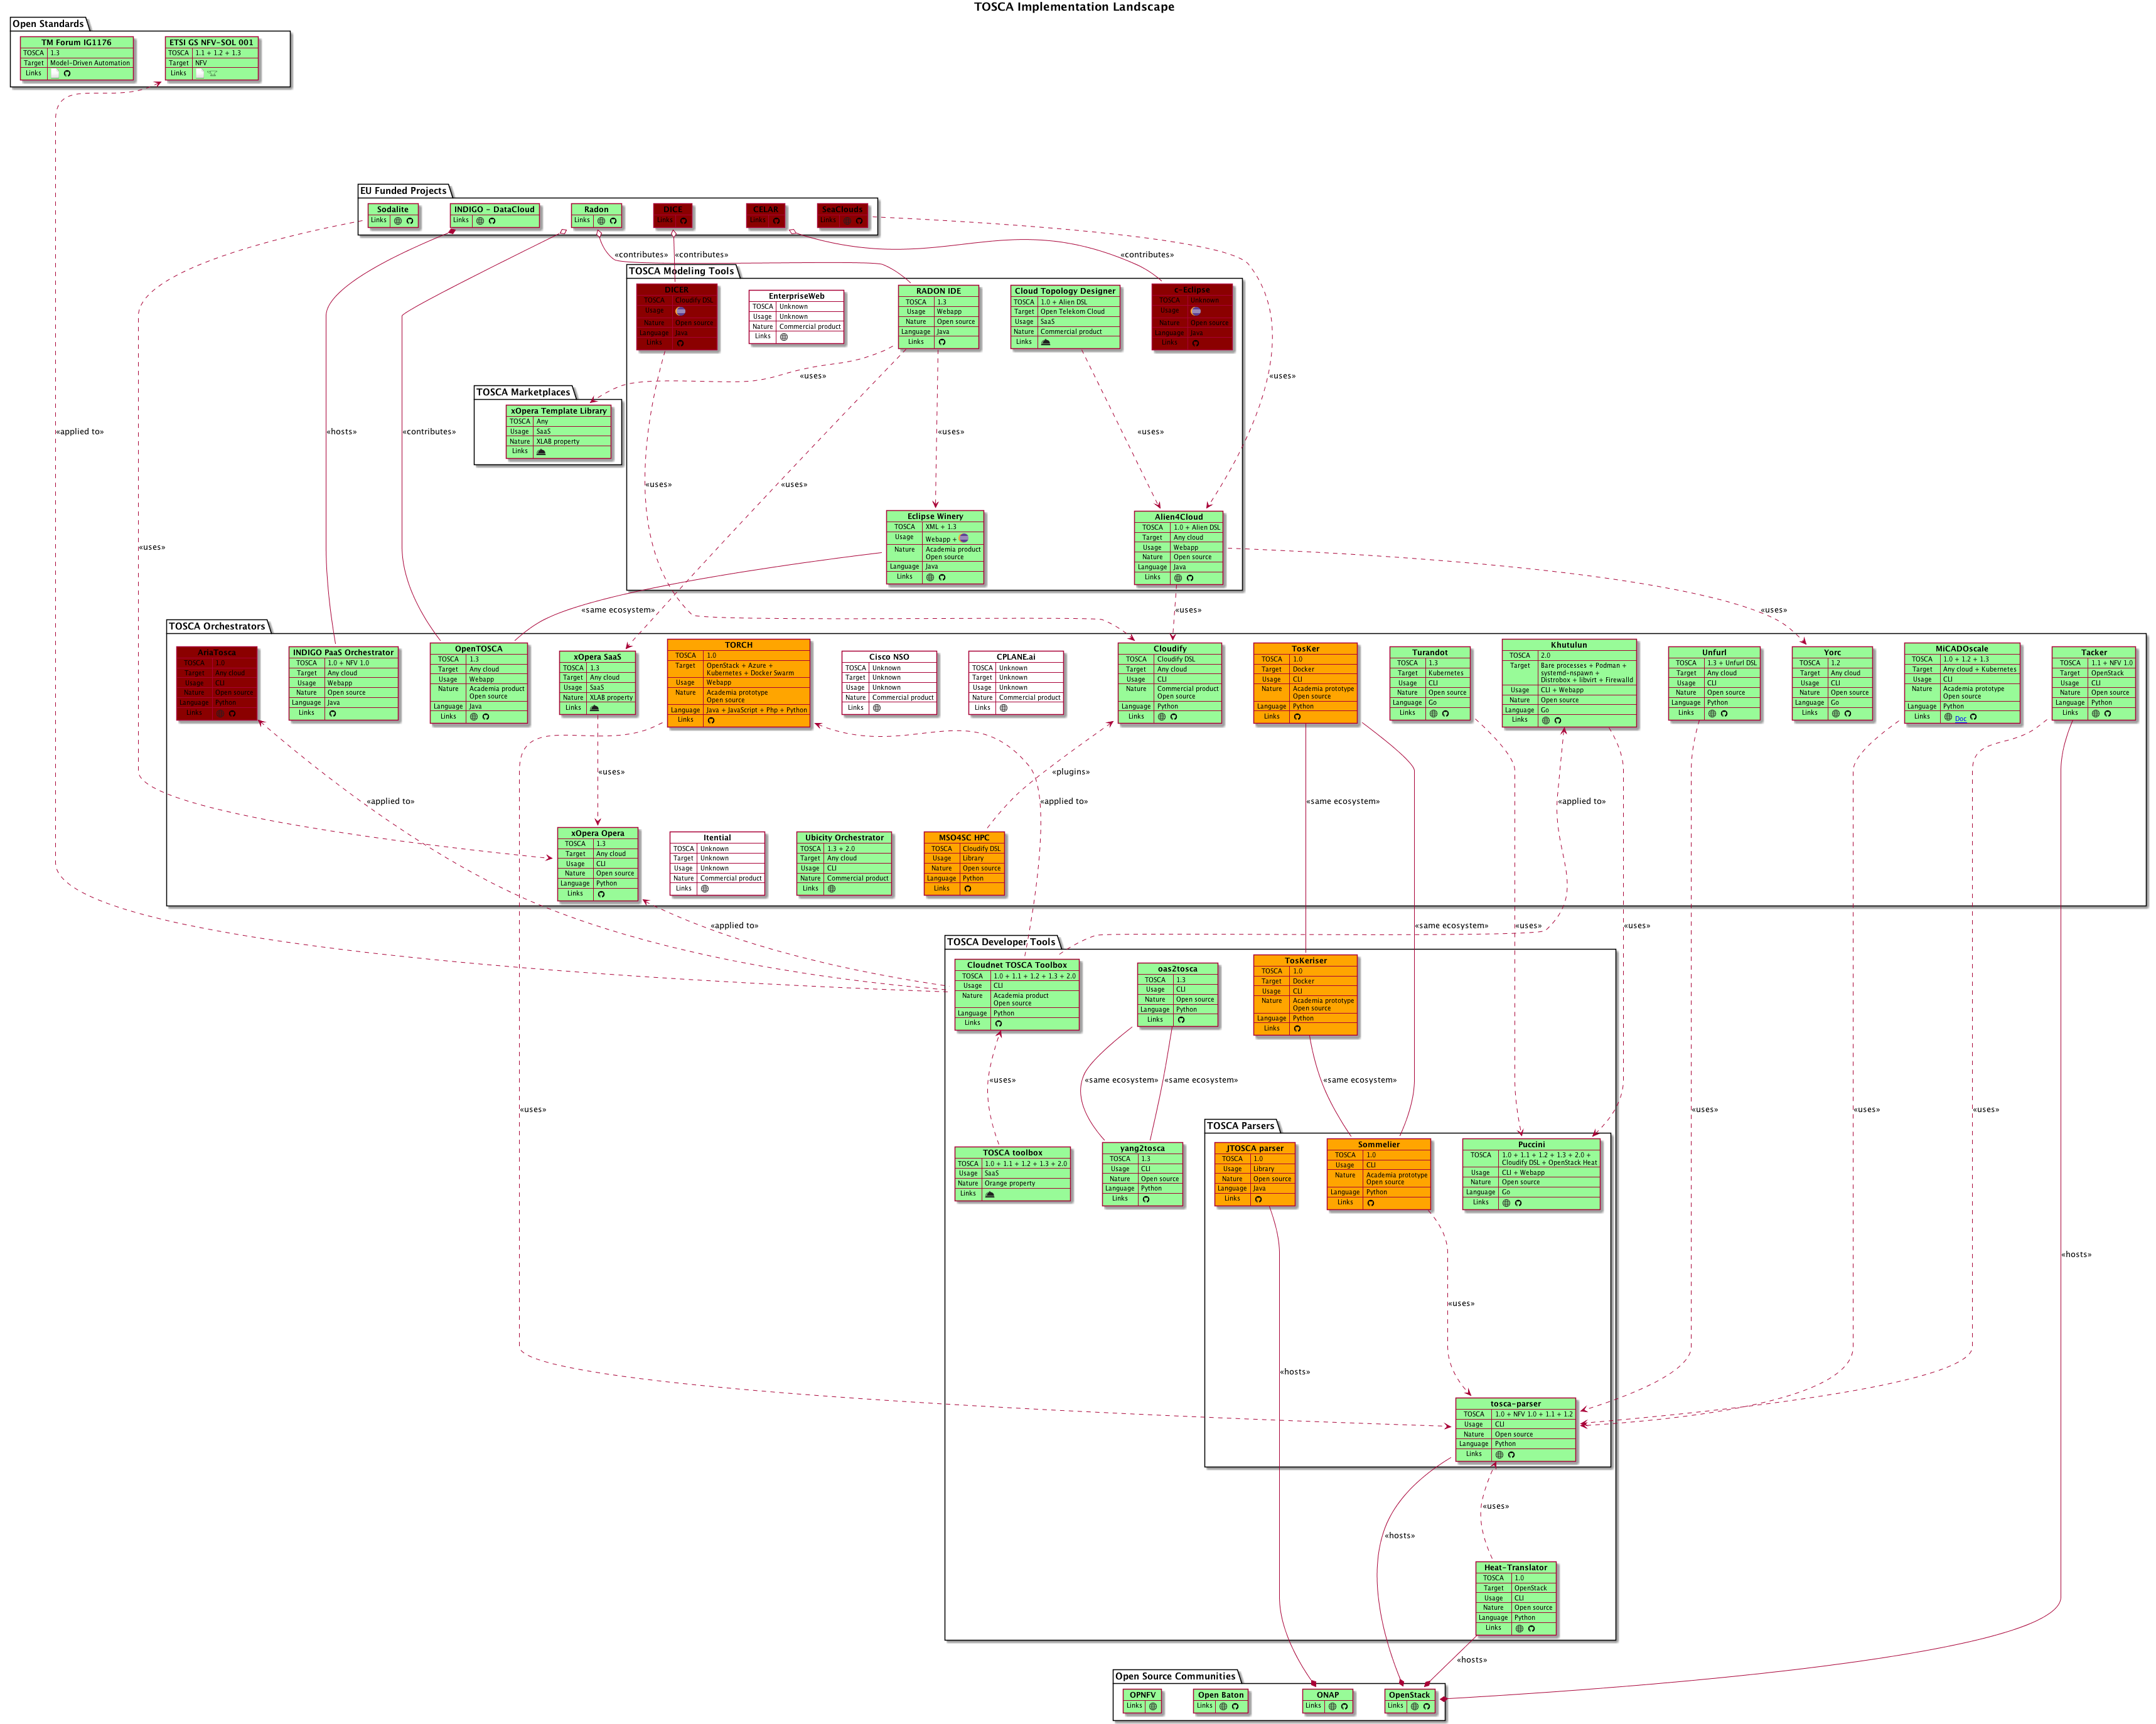 TOSCA Implementation Landscape
Open Standards
TM Forum IG1176
TOSCA 1.3
Target Model-Driven Automation
Links
ETSI GS NFV-SOL 001
TOSCA 1.1 + 1.2 + 1.3
Target NFV
Links
EU Funded Projects
Sodalite
Links
INDIGO - DataCloud
Links
Radon
Links
DICE
Links
CELAR
Links
SeaClouds
Links
«contributes»
«contributes»
«contributes»
TOSCA Modeling Tools
DICER
TOSCA Cloudify DSL
Usage
Nature Open source
Language Java
Links
EnterpriseWeb
TOSCA Unknown
Usage Unknown
Nature Commercial product
Links
RADON IDE
TOSCA 1.3
Usage Webapp
Nature Open source
Language Java
Links
Cloud Topology Designer
TOSCA 1.0 + Alien DSL
Target Open Telekom Cloud
Usage SaaS
Nature Commercial product
Links
c-Eclipse
TOSCA Unknown
Usage
Nature Open source
Language Java
Links
«uses»
«uses»
TOSCA Marketplaces
xOpera Template Library
TOSCA Any
Usage SaaS
Nature XLAB property
Links
«applied to»
«hosts»
«contributes»
«uses»
«uses»
«uses»
«uses»
«uses»
Eclipse Winery
TOSCA XML + 1.3
Usage Webapp +
Nature Academia product
Open source
Language Java
Links
Alien4Cloud
TOSCA 1.0 + Alien DSL
Target Any cloud
Usage Webapp
Nature Open source
Language Java
Links
«same ecosystem»
«uses»
«uses»
TOSCA Orchestrators
AriaTosca
TOSCA 1.0
Target Any cloud
Usage CLI
Nature Open source
Language Python
Links
INDIGO PaaS Orchestrator
TOSCA 1.0 + NFV 1.0
Target Any cloud
Usage Webapp
Nature Open source
Language Java
Links
OpenTOSCA
TOSCA 1.3
Target Any cloud
Usage Webapp
Nature Academia product
Open source
Language Java
Links
xOpera SaaS
TOSCA 1.3
Target Any cloud
Usage SaaS
Nature XLAB property
Links
TORCH
TOSCA 1.0
Target OpenStack + Azure +
Kubernetes + Docker Swarm
Usage Webapp
Nature Academia prototype
Open source
Language Java + JavaScript + Php + Python
Links
Cisco NSO
TOSCA Unknown
Target Unknown
Usage Unknown
Nature Commercial product
Links
CPLANE.ai
TOSCA Unknown
Target Unknown
Usage Unknown
Nature Commercial product
Links
Cloudify
TOSCA Cloudify DSL
Target Any cloud
Usage CLI
Nature Commercial product
Open source
Language Python
Links
TosKer
TOSCA 1.0
Target Docker
Usage CLI
Nature Academia prototype
Open source
Language Python
Links
Turandot
TOSCA 1.3
Target Kubernetes
Usage CLI
Nature Open source
Language Go
Links
Khutulun
TOSCA 2.0
Target Bare processes + Podman +
systemd-nspawn +
Distrobox + libvirt + Firewalld
Usage CLI + Webapp
Nature Open source
Language Go
Links
Unfurl
TOSCA 1.3 + Unfurl DSL
Target Any cloud
Usage CLI
Nature Open source
Language Python
Links
Yorc
TOSCA 1.2
Target Any cloud
Usage CLI
Nature Open source
Language Go
Links
MiCADOscale
TOSCA 1.0 + 1.2 + 1.3
Target Any cloud + Kubernetes
Usage CLI
Nature Academia prototype
Open source
Language Python
Links Doc
Tacker
TOSCA 1.1 + NFV 1.0
Target OpenStack
Usage CLI
Nature Open source
Language Python
Links
«uses»
«plugins»
«applied to»
«applied to»
«same ecosystem»
«applied to»
xOpera Opera
TOSCA 1.3
Target Any cloud
Usage CLI
Nature Open source
Language Python
Links
Itential
TOSCA Unknown
Target Unknown
Usage Unknown
Nature Commercial product
Links
Ubicity Orchestrator
TOSCA 1.3 + 2.0
Target Any cloud
Usage CLI
Nature Commercial product
Links
MSO4SC HPC
TOSCA Cloudify DSL
Usage Library
Nature Open source
Language Python
Links
«applied to»
«same ecosystem»
«uses»
«uses»
TOSCA Developer Tools
Cloudnet TOSCA Toolbox
TOSCA 1.0 + 1.1 + 1.2 + 1.3 + 2.0
Usage CLI
Nature Academia product
Open source
Language Python
Links
oas2tosca
TOSCA 1.3
Usage CLI
Nature Open source
Language Python
Links
TosKeriser
TOSCA 1.0
Target Docker
Usage CLI
Nature Academia prototype
Open source
Language Python
Links
«uses»
«same ecosystem»
«same ecosystem»
«same ecosystem»
«uses»
«uses»
«uses»
«uses»
TOSCA Parsers
TOSCA toolbox
TOSCA 1.0 + 1.1 + 1.2 + 1.3 + 2.0
Usage SaaS
Nature Orange property
Links
yang2tosca
TOSCA 1.3
Usage CLI
Nature Open source
Language Python
Links
JTOSCA parser
TOSCA 1.0
Usage Library
Nature Open source
Language Java
Links
Sommelier
TOSCA 1.0
Usage CLI
Nature Academia prototype
Open source
Language Python
Links
Puccini
TOSCA 1.0 + 1.1 + 1.2 + 1.3 + 2.0 +
Cloudify DSL + OpenStack Heat
Usage CLI + Webapp
Nature Open source
Language Go
Links
«hosts»
«uses»
«hosts»
tosca-parser
TOSCA 1.0 + NFV 1.0 + 1.1 + 1.2
Usage CLI
Nature Open source
Language Python
Links
«uses»
«hosts»
Heat-Translator
TOSCA 1.0
Target OpenStack
Usage CLI
Nature Open source
Language Python
Links
«hosts»
Open Source Communities
OPNFV
Links
Open Baton
Links
ONAP
Links
OpenStack
Links